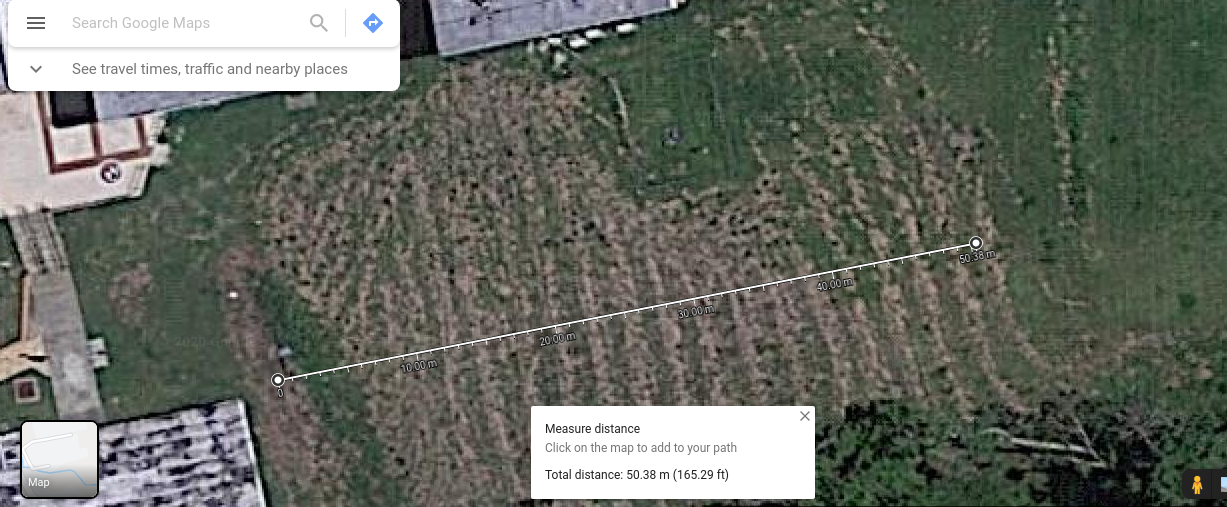 Search Google Maps
See travel times, traffic and nearby places
50.38 m
40.00 m
30.00 m
20.00 m
10.00 m
0
Measure distance
Click on the map to add to your path
Total distance: 50.38 m (165.29 ft)
Map